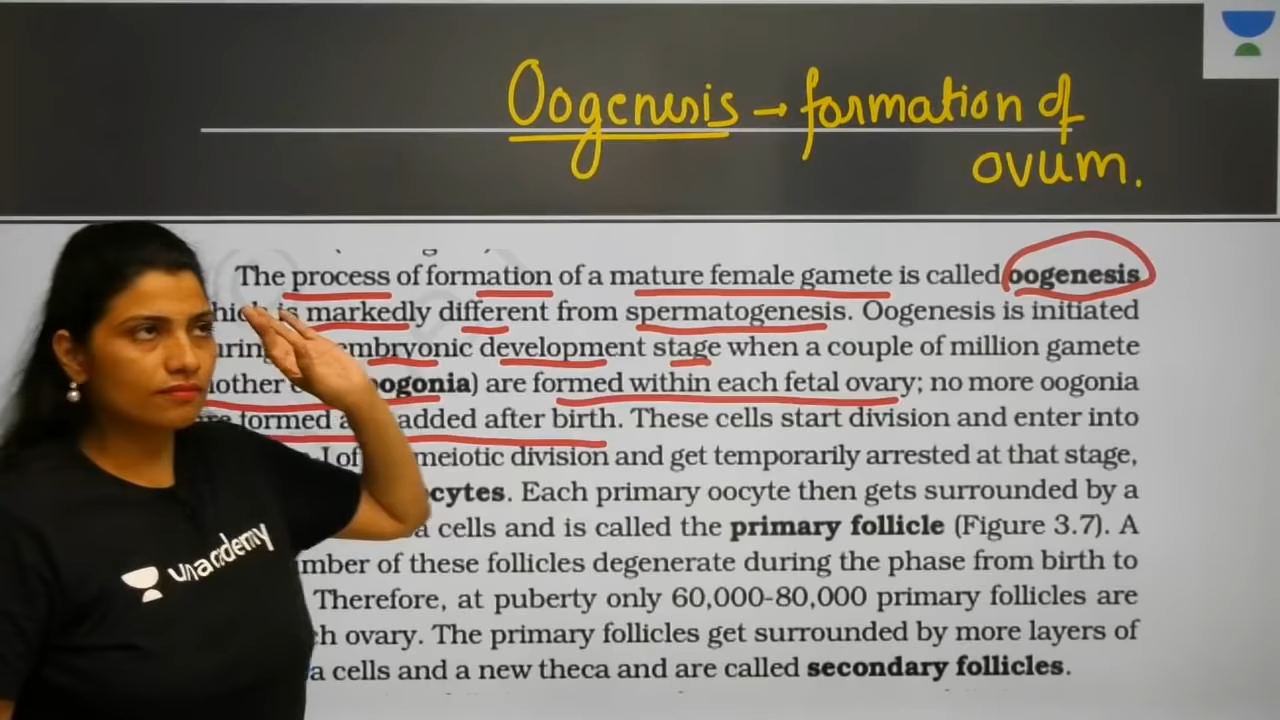 Oogenesis → formation of
ovum.
The process of formation of a mature female gamete is called oogenesis
is markedly different from spermatogenesis. Oogenesis is initiated
embryonic development stage when a couple of million gamete
mother ogonia) are formed within each fetal ovary; no more oogonia
formed added after birth. These cells start division and enter into
I of meiotic division and get temporarily arrested at that stage,
cytes. Each primary oocyte then gets surrounded by a
cells and is called the primary follicle (Figure 3.7). A
mber of these follicles degenerate during the phase from birth to
Therefore, at puberty only 60,000-80,000 primary follicles are
h ovary. The primary follicles get surrounded by more layers of
a cells and a new theca and are called secondary follicles.
unacademy